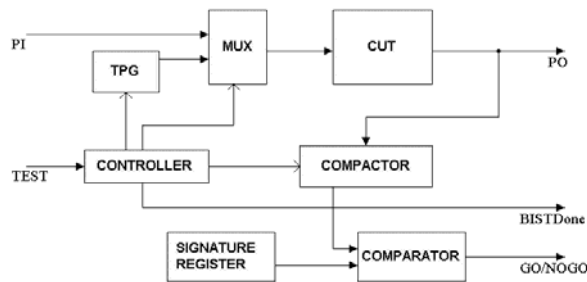 PI
MUX
CUT
PO
TPG
TEST
CONTROLLER
COMPACTOR
BISTDone
SIGNATURE
REGISTER
COMPARATOR
GO/NOGO